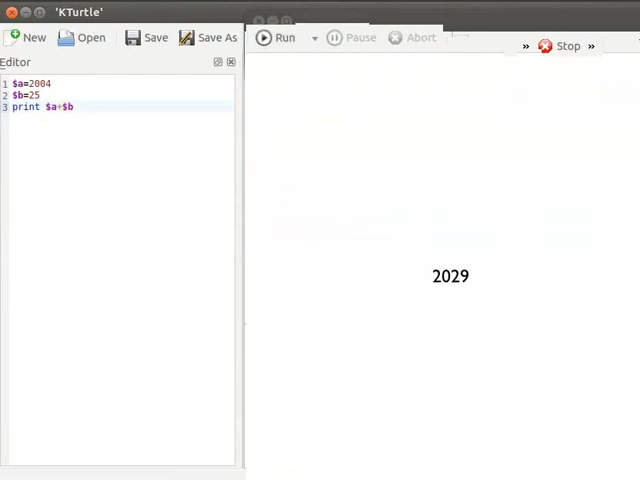 'KTurtle'
New Open Save Save As Run Pause Abort » Stop »
Editor
1 $a=2004
2 $b=25
3 print $a+$b
2029